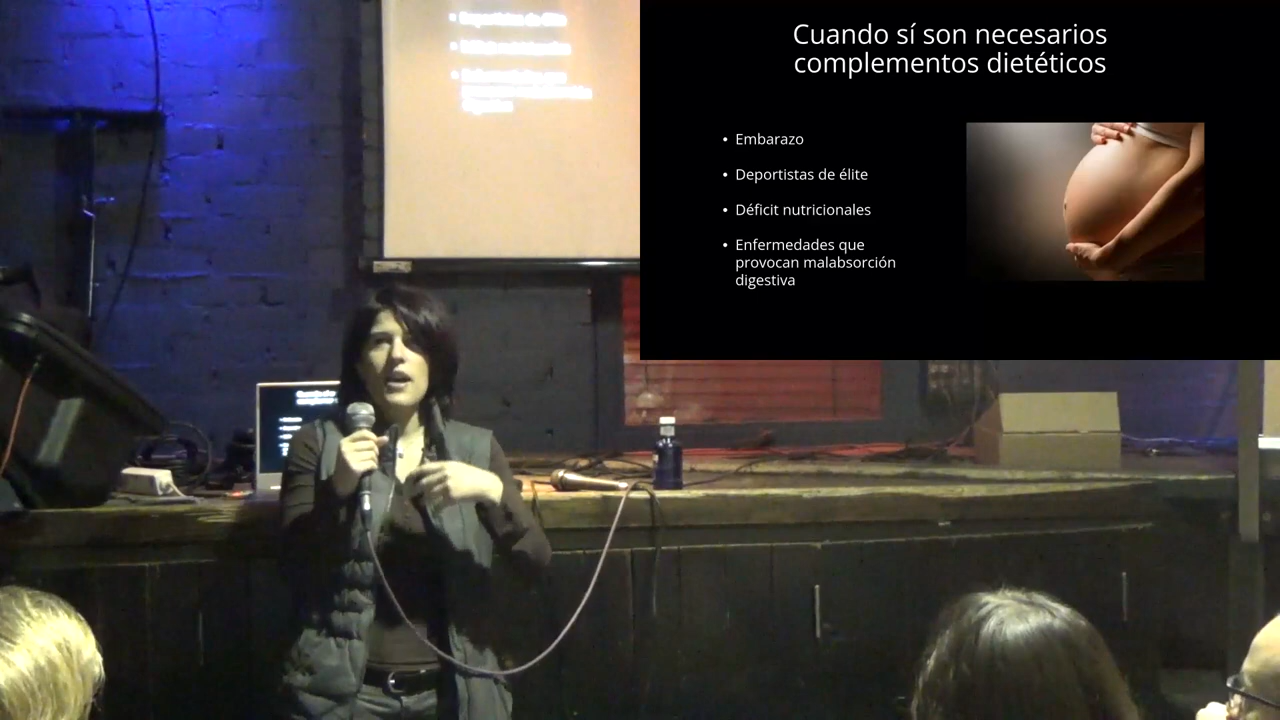 Cuando sí son necesarios
complementos dietéticos
• Embarazo
• Deportistas de élite
• Déficit nutricionales
• Enfermedades que
provocan malabsorción
digestiva